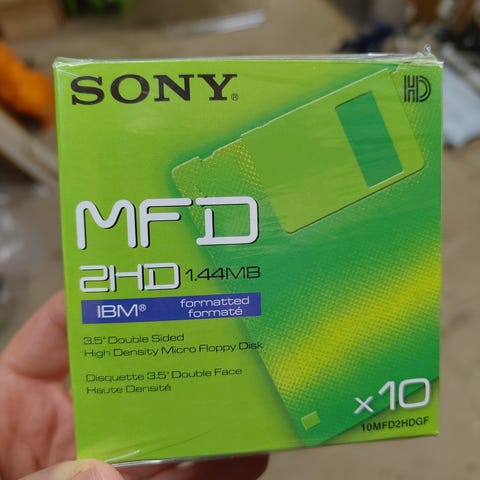 SONY®
HD
MFD
2HD 1.44MB
IBM® formatted
formaté
3.5" Double Sided
High Density Micro Floppy Disk
Disquette 3.5" Double Face
Haute Densité
x10
10MFD2HDGF